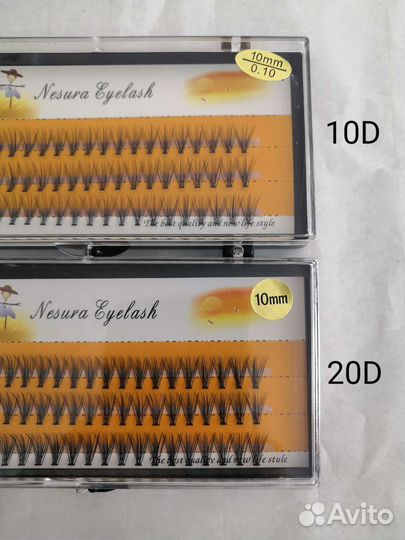 10mm
0.10
Nesura Eyelash
10D
The best quality and new life style
Nesura Eyelash
10mm
20D
The best quality and new life style
Avito